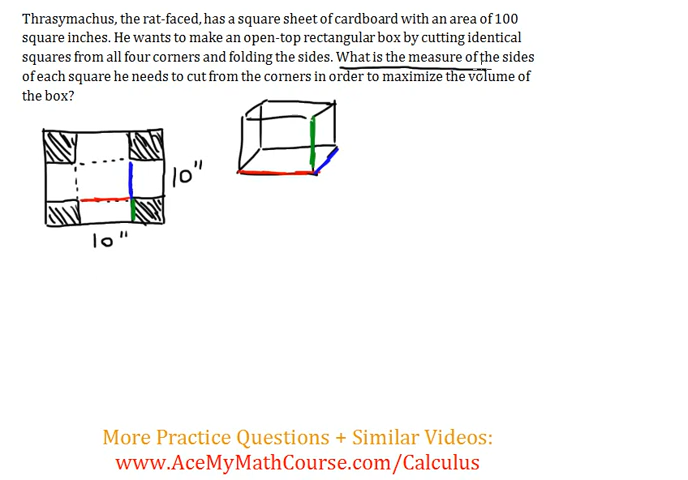 Thrasymachus, the rat-faced, has a square sheet of cardboard with an area of 100
square inches. He wants to make an open-top rectangular box by cutting identical
squares from all four corners and folding the sides. What is the measure of the sides
of each square he needs to cut from the corners in order to maximize the volume of
the box?
10"
10"
More Practice Questions + Similar Videos:
www.AceMyMathCourse.com/Calculus